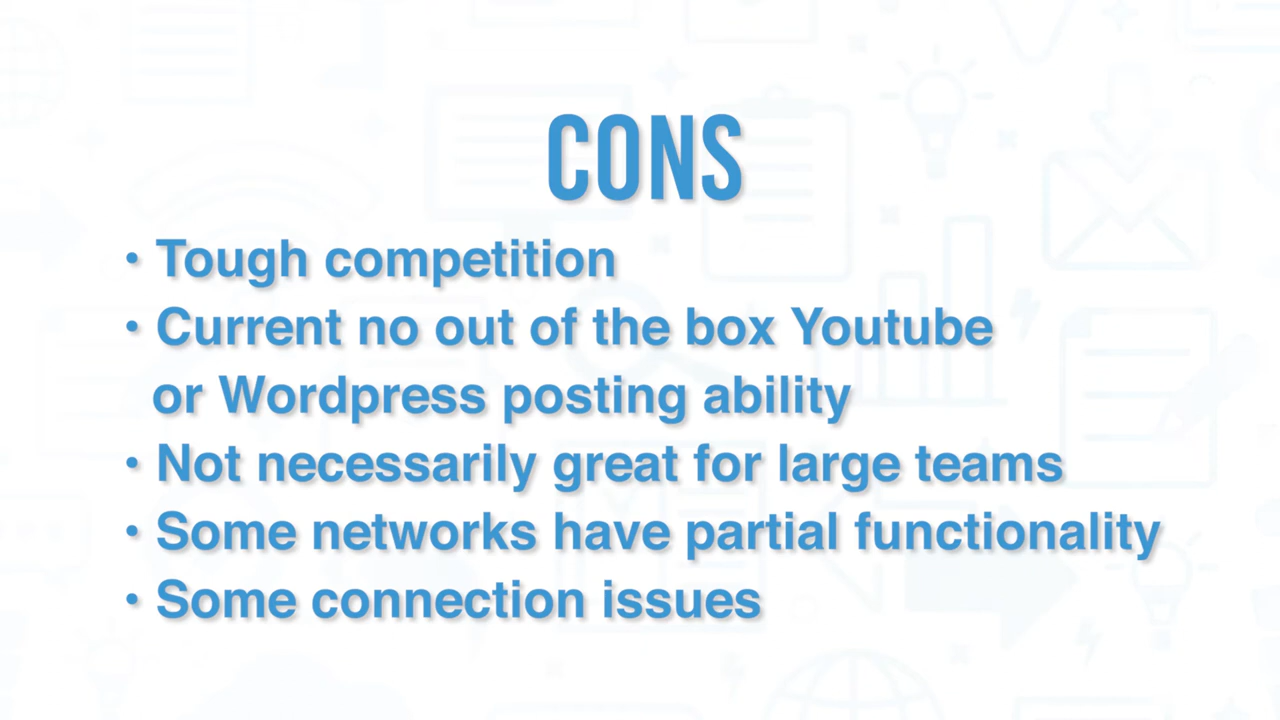 CONS
• Tough competition
• Current no out of the box Youtube
or Wordpress posting ability
• Not necessarily great for large teams
• Some networks have partial functionality
• Some connection issues